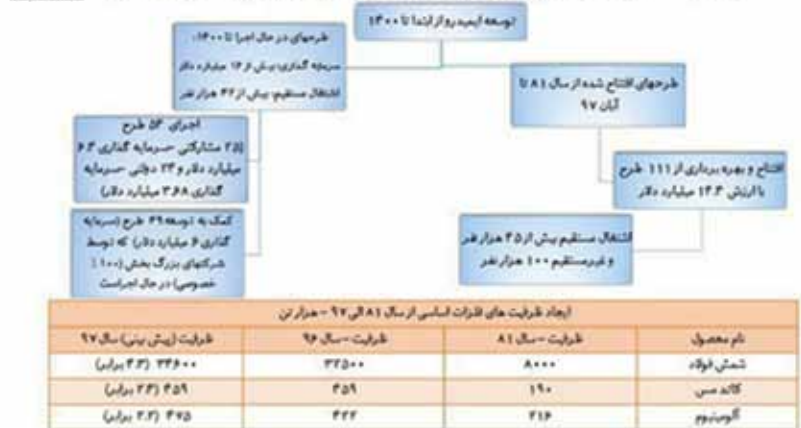 توسعه ایمیدرو از ابتدا تا ۱۴۰۰
طرحهای در حال اجرا تا ۱۴۰۰:
سرمایه گذاری: بیش از ۱۶ میلیارد دلار
اشتغال مستقیم: بیش از ۴۲ هزار نفر
طرحهای افتتاح شده از سال ۸۱ تا
آبان ۹۷
اجرای ۵۴ طرح
مشارکتی -سرمایه گذاری ۶.۴
میلیارد دلار و ۲۴ دولتی -سرمایه
گذاری ۳.۶۸ میلیارد دلار)
افتتاح و بهره برداری از ۱۱۱ طرح
با ارزش ۱۴.۴ میلیارد دلار
کمک به توسعه ۴۹ طرح (سرمایه
گذاری ۶ میلیارد دلار) که توسط
شرکتهای بزرگ بخش (۱۰۰٪
خصوصی) در حال اجراست
اشتغال مستقیم بیش از ۴۵ هزار نفر
و غیرمستقیم ۱۰۰ هزار نفر
ایجاد ظرفیت های فلزات اساسی از سال ۸۱ الی ۹۷ - هزار تن
نام محصول ظرفیت - سال ۸۱ ظرفیت - سال ۹۶ ظرفیت (پیش بینی) سال ۹۷
شمش فولاد ۸۰۰۰ ۳۲۵۰۰ ۳۴۶۰۰ (۴.۳ برابر)
کاتد مس ۱۹۰ ۴۵۹ ۴۵۹ (۲.۴ برابر)
آلومینیوم ۲۱۶ ۴۲۲ ۴۷۵ (۲.۲ برابر)